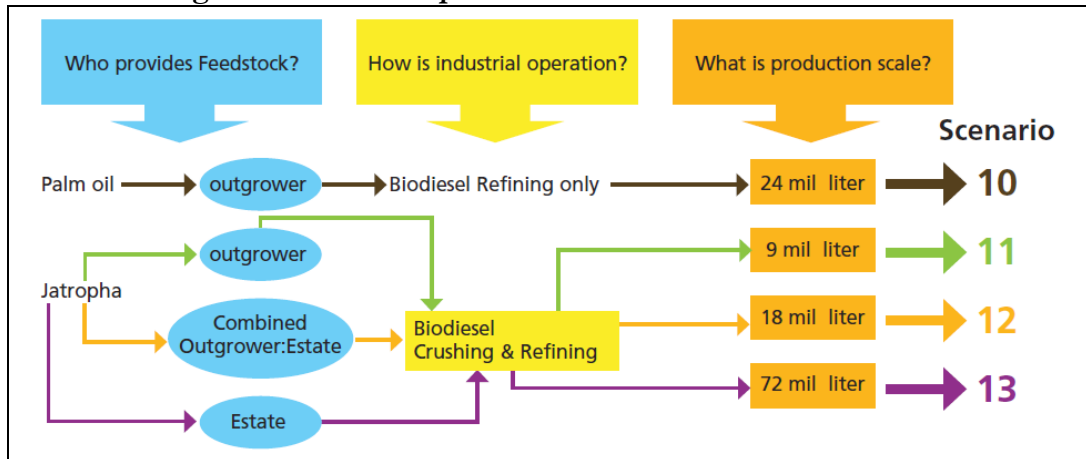 Who provides Feedstock?
How is industrial operation?
What is production scale?
Scenario
Palm oil
outgrower
Biodiesel Refining only
24 mil liter
10
outgrower
9 mil liter
11
Jatropha
Combined
Outgrower:Estate
Biodiesel
Crushing & Refining
18 mil liter
12
72 mil liter
13
Estate